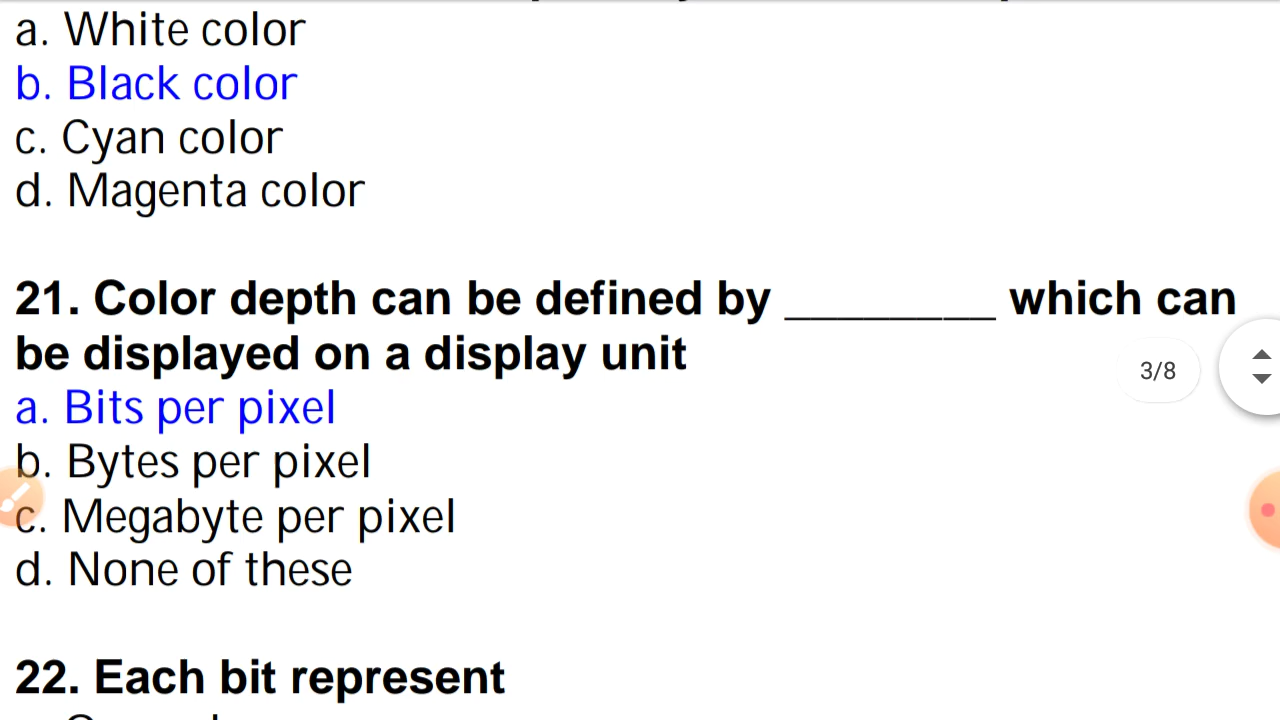 a. White color
b. Black color
c. Cyan color
d. Magenta color
21. Color depth can be defined by ________ which can
be displayed on a display unit
3/8
a. Bits per pixel
b. Bytes per pixel
c. Megabyte per pixel
d. None of these
22. Each bit represent